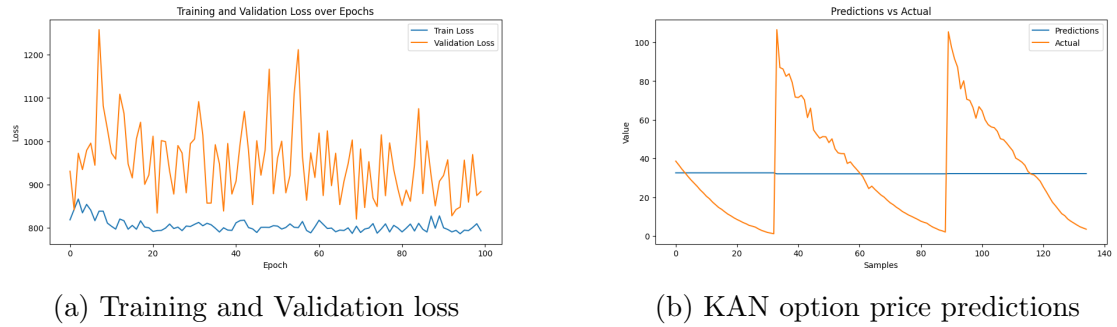 Training and Validation Loss over Epochs
Train Loss
Validation Loss
1200
1100
1000
900
800
Loss
0
20
40
60
80
100
Epoch
(a) Training and Validation loss
Predictions vs Actual
Predictions
Actual
100
80
60
40
20
0
Value
0
20
40
60
80
100
120
140
Samples
(b) KAN option price predictions